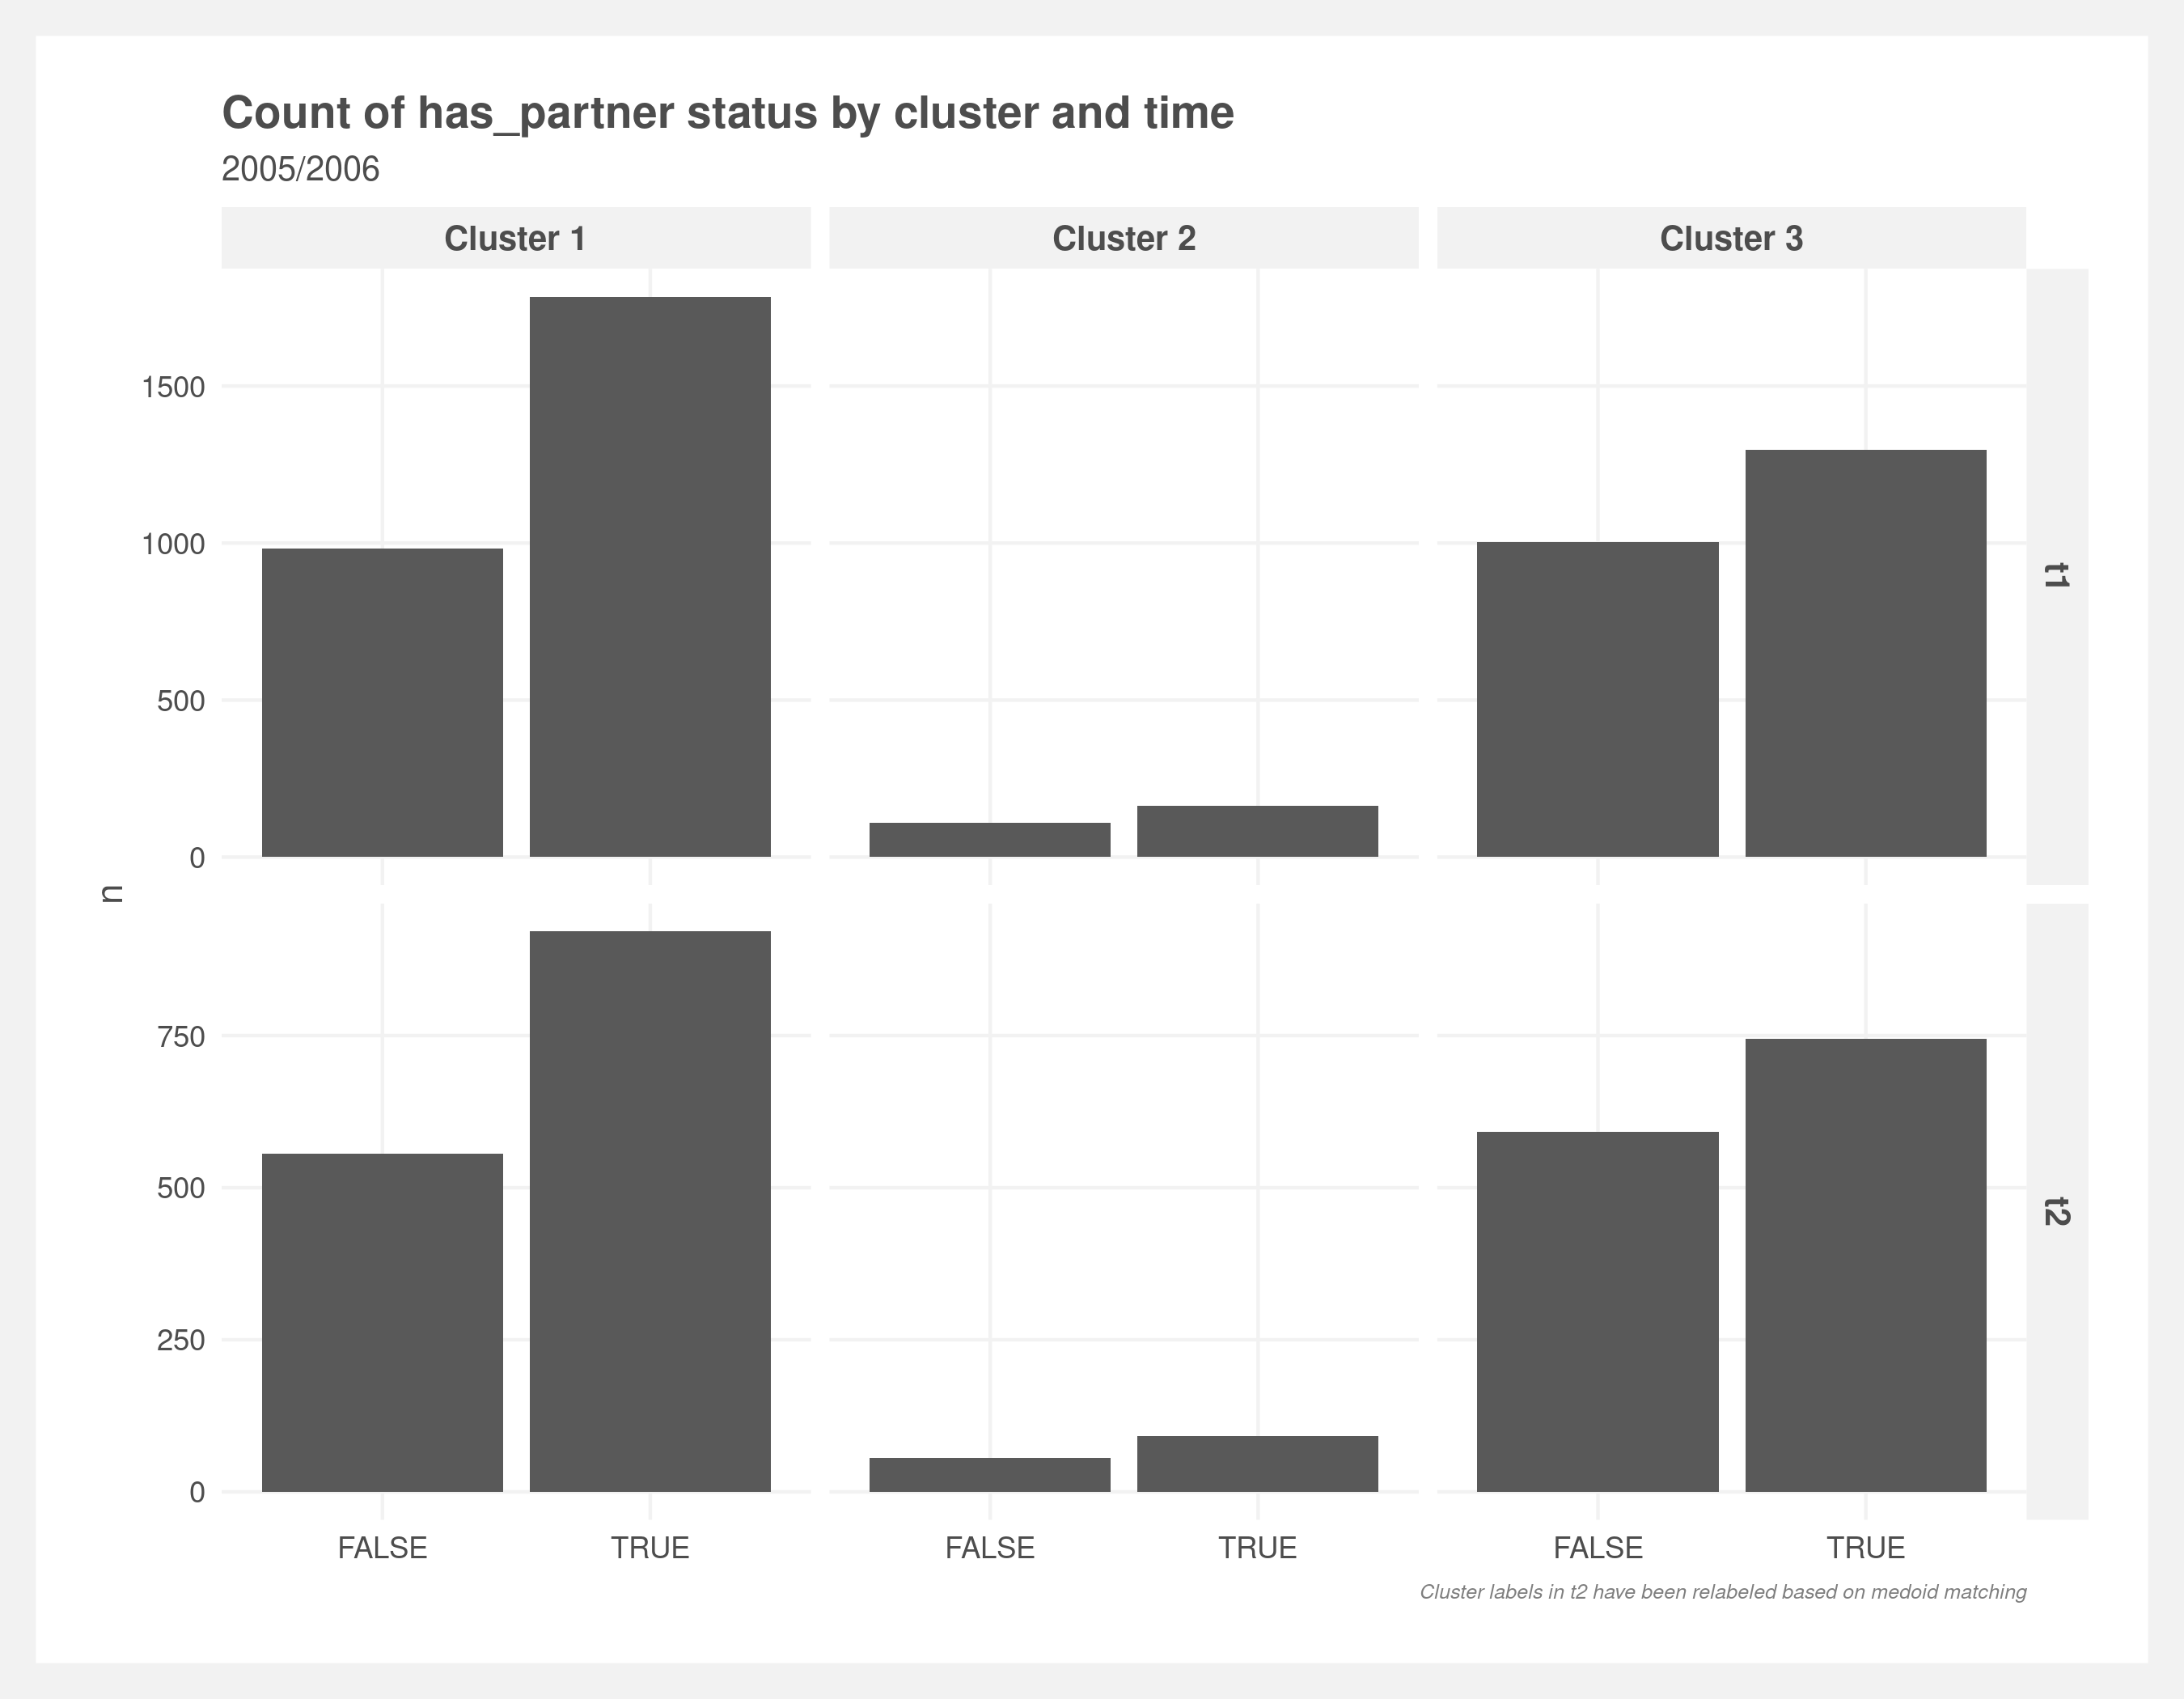 Count of has_partner status by cluster and time
2005/2006
Cluster 1
Cluster 2
Cluster 3
1500
1000
500
0
t1
n
750
500
250
0
t2
FALSE
TRUE
FALSE
TRUE
FALSE
TRUE
Cluster labels in t2 have been relabeled based on medoid matching